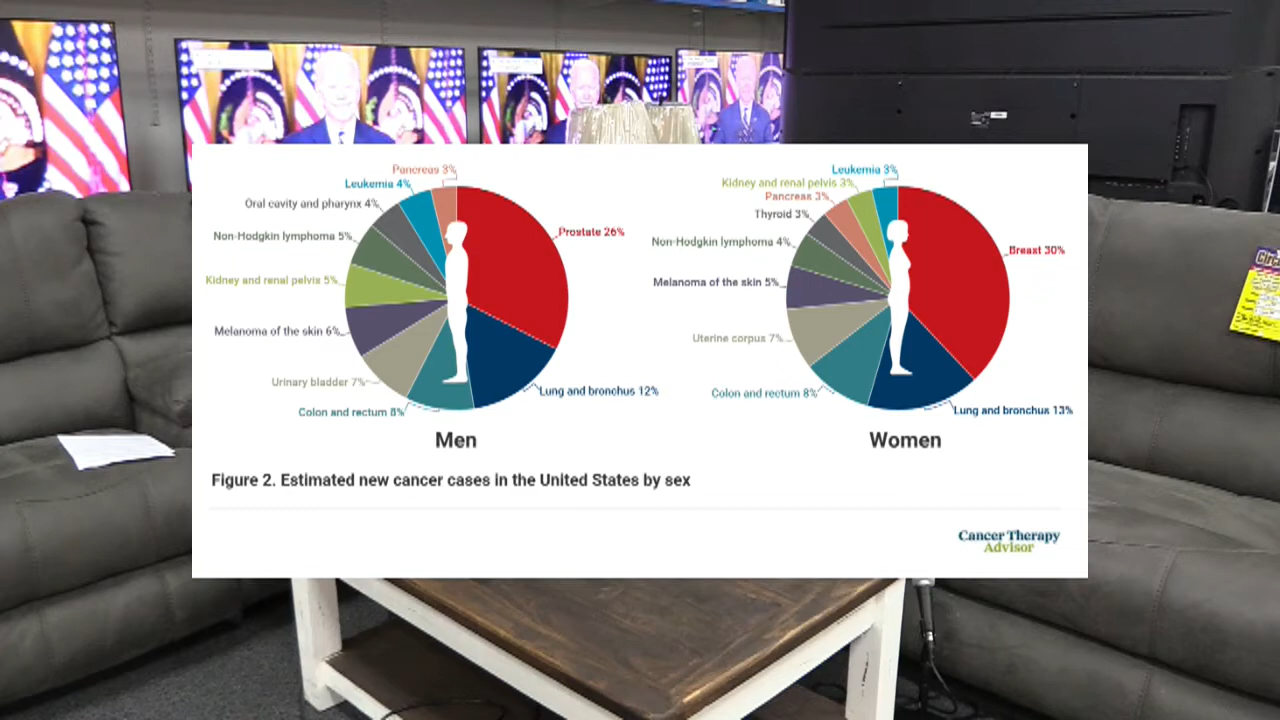 Pancreas 3%
Leukemia 4%
Oral cavity and pharynx 4%
Non-Hodgkin lymphoma 5%
Kidney and renal pelvis 5%
Melanoma of the skin 6%
Urinary bladder 7%
Colon and rectum 8%
Prostate 26%
Lung and bronchus 12%
Men
Leukemia 3%
Kidney and renal pelvis 3%
Pancreas 3%
Thyroid 3%
Non-Hodgkin lymphoma 4%
Melanoma of the skin 5%
Uterine corpus 7%
Colon and rectum 8%
Breast 30%
Lung and bronchus 13%
Women
Figure 2. Estimated new cancer cases in the United States by sex
Cancer Therapy
Advisor